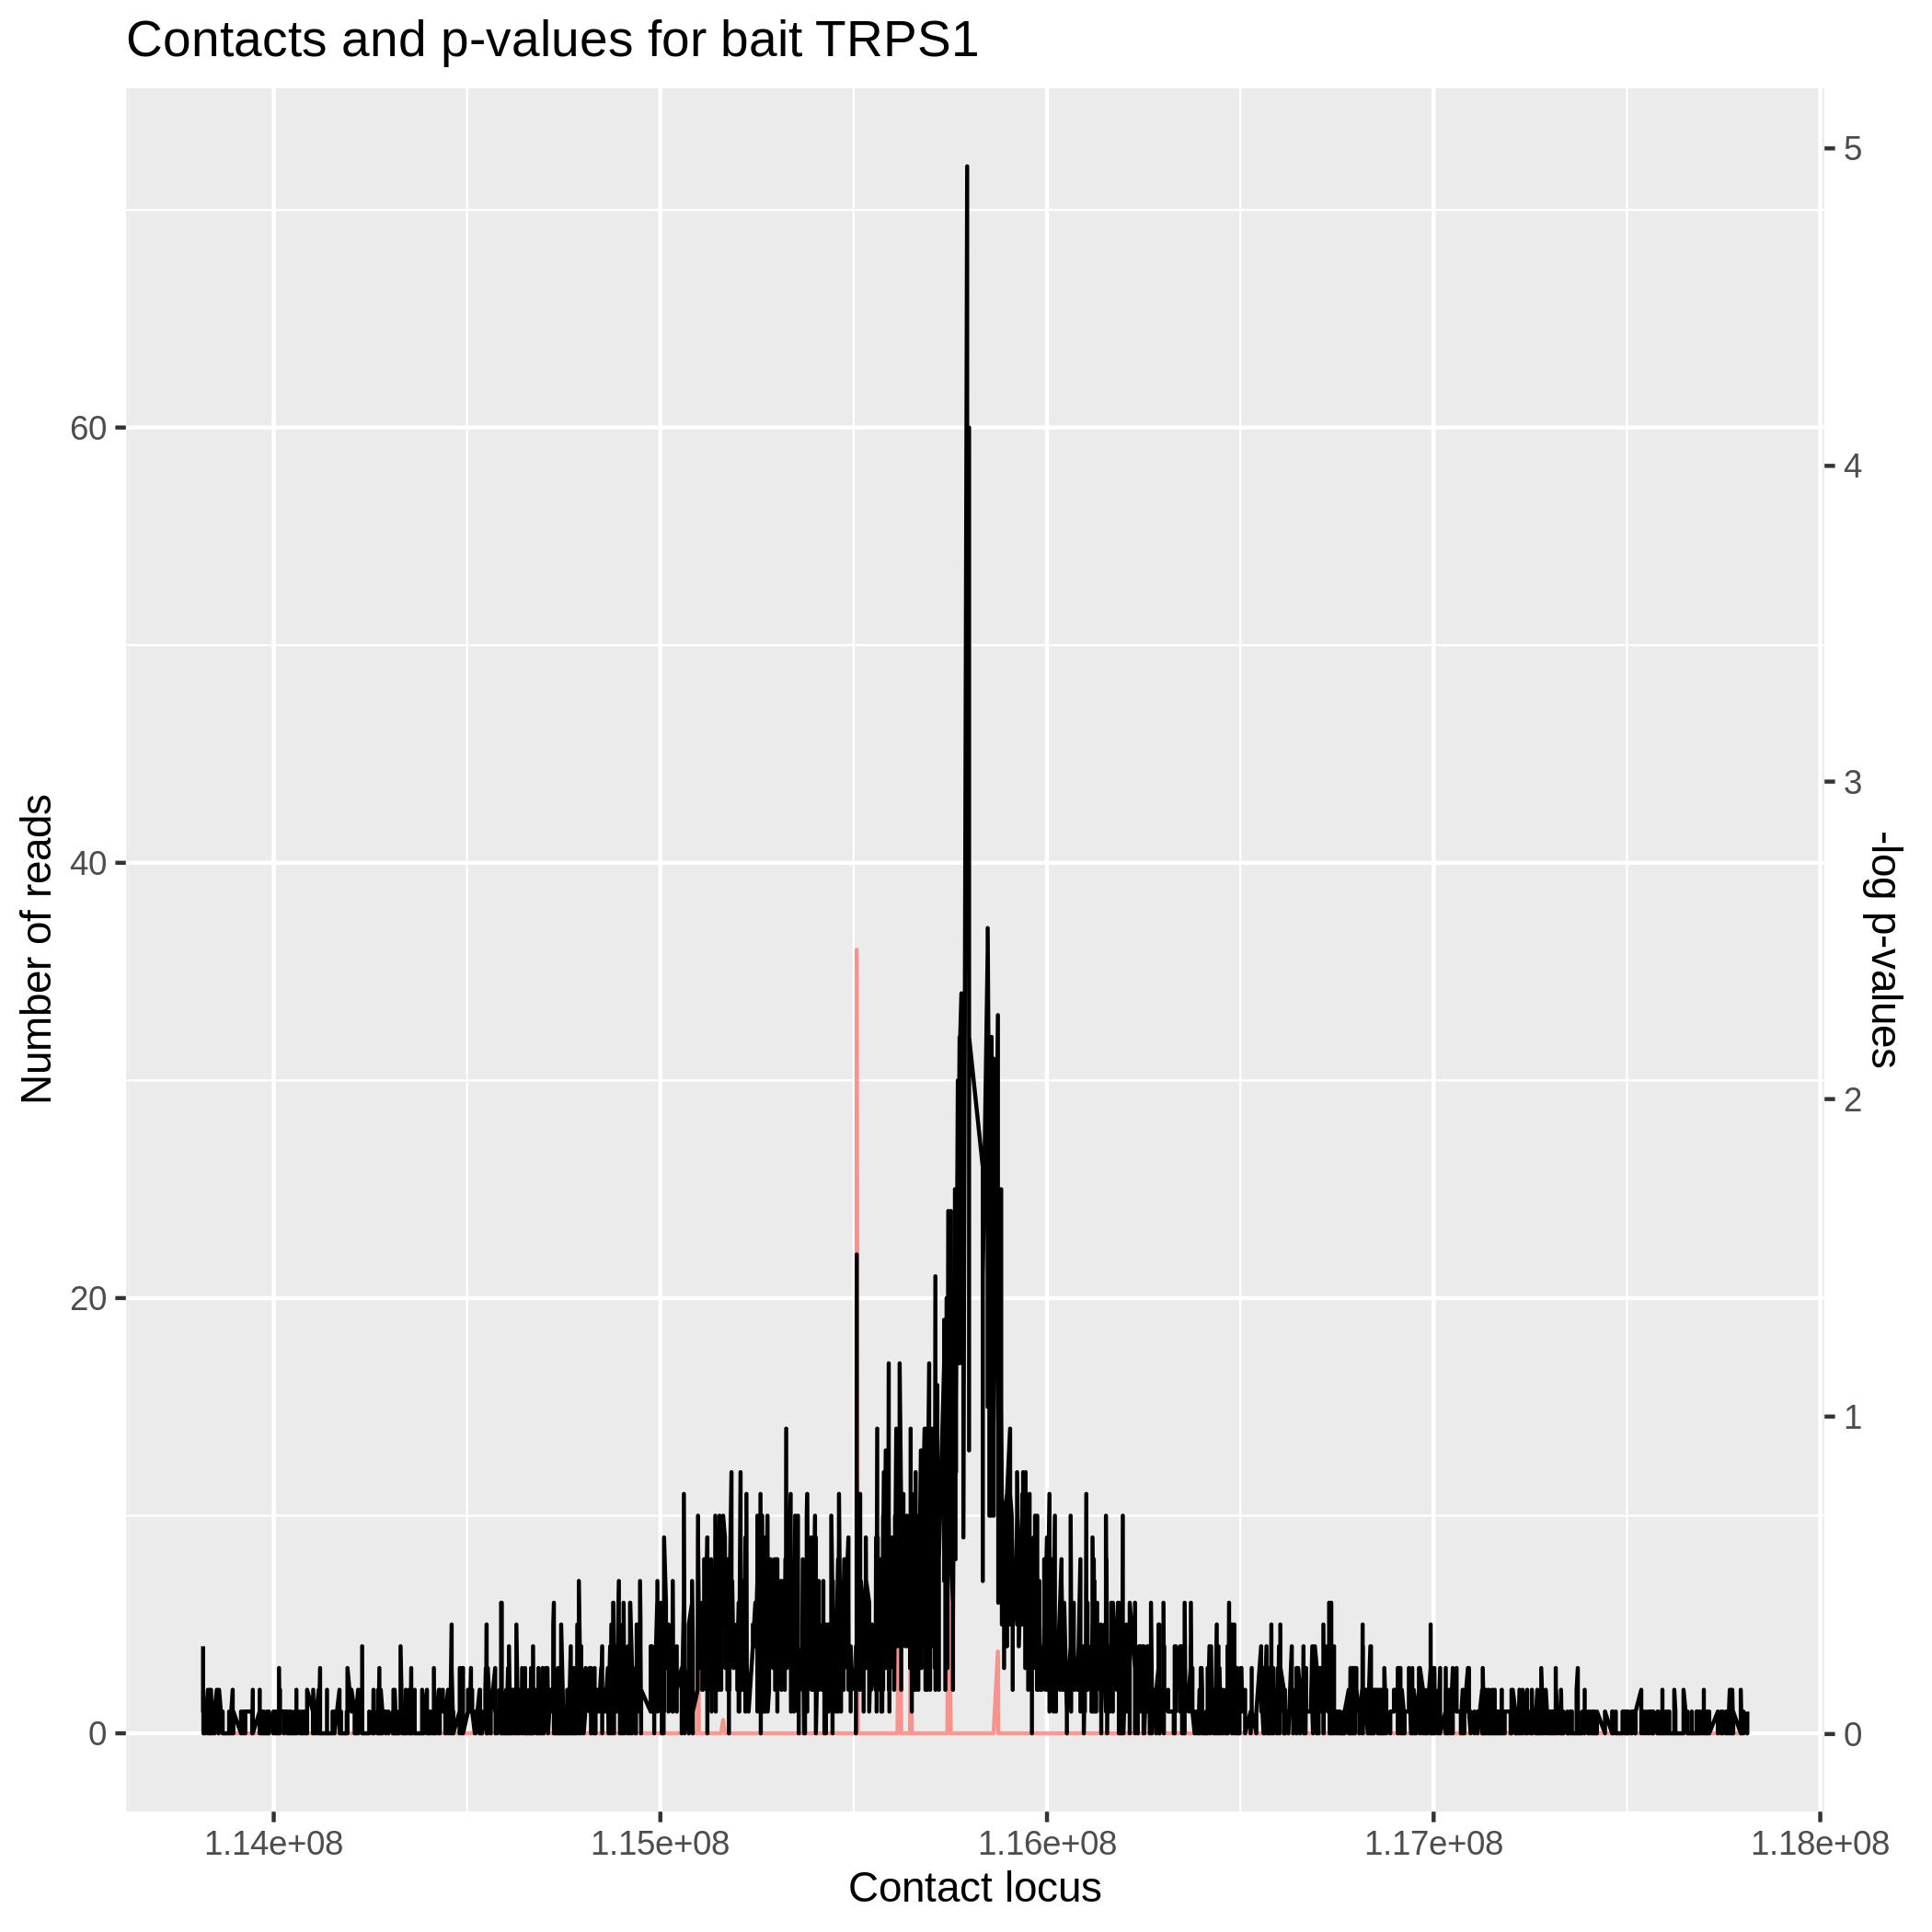 Contacts and p-values for bait TRPS1
Number of reads
60
40
20
0
5
4
3
2
1
0
-log p-values
1.14e+08
1.15e+08
1.16e+08
1.17e+08
1.18e+08
Contact locus